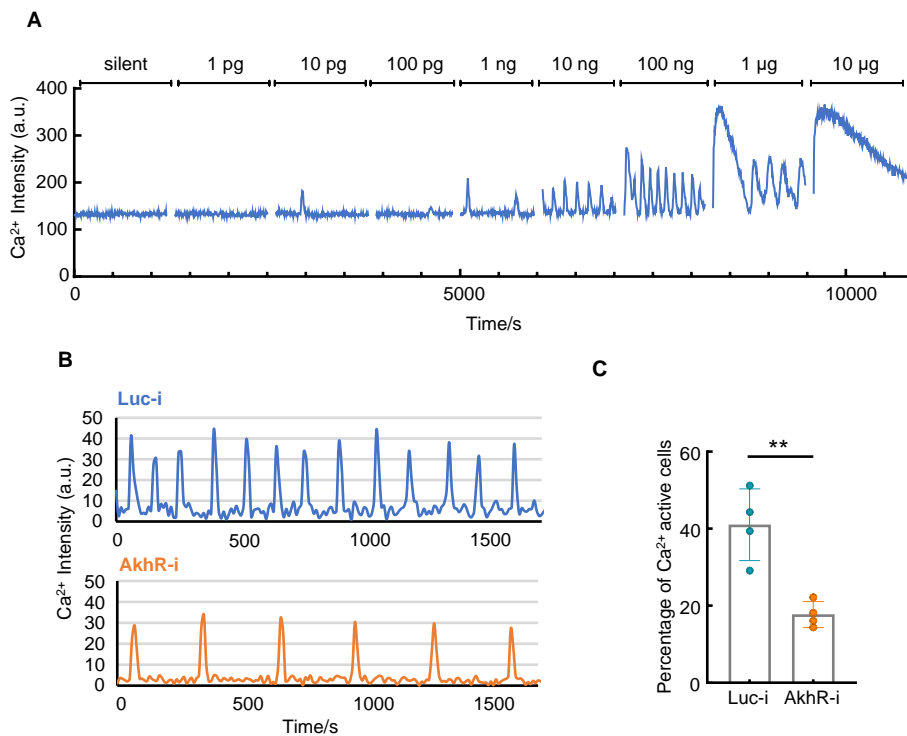 A
silent 1 pg 10 pg 100 pg 1 ng 10 ng 100 ng 1 µg 10 µg
400
300
200
100
0
Ca²⁺ Intensity (a.u.)
0 5000 10000
Time/s
B
Luc-i
50
40
30
20
10
0
0 500 1000 1500
Ca²⁺ Intensity (a.u.)
AkhR-i
50
40
30
20
10
0
0 500 1000 1500
Time/s
C
**
60
40
20
0
Percentage of Ca²⁺ active cells
Luc-i AkhR-i